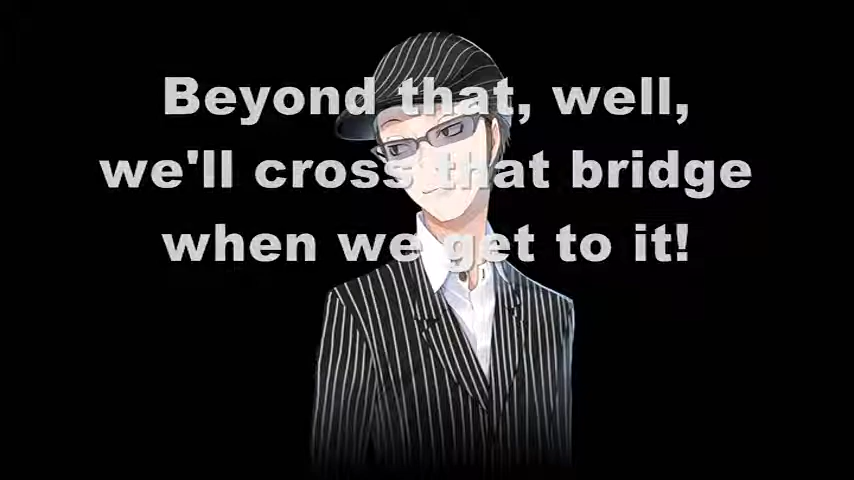 Beyond that, well,
we'll cross that bridge
when we get to it!